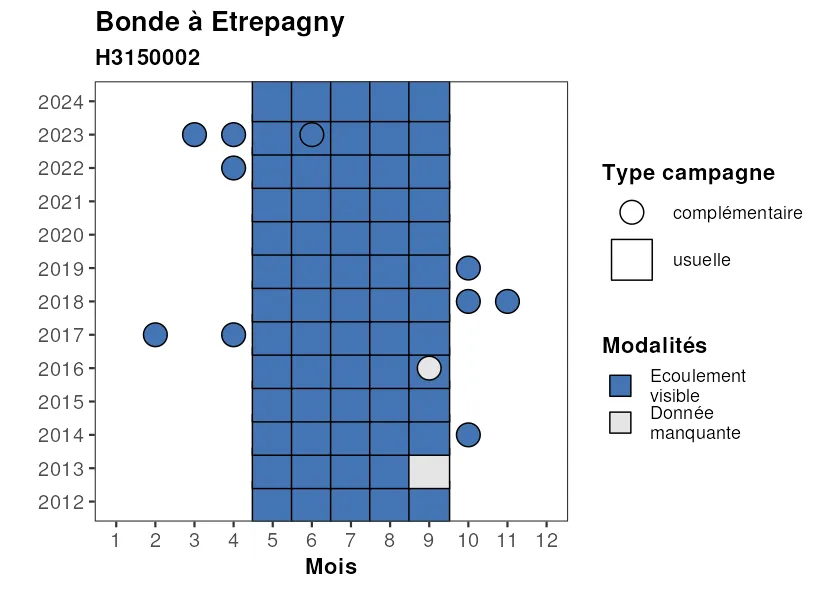 Bonde à Etrepagny
H3150002
2024
2023
2022
2021
2020
2019
2018
2017
2016
2015
2014
2013
2012
1 2 3 4 5 6 7 8 9 10 11 12
Mois
Type campagne
complémentaire
usuelle
Modalités
Ecoulement
visible
Donnée
manquante